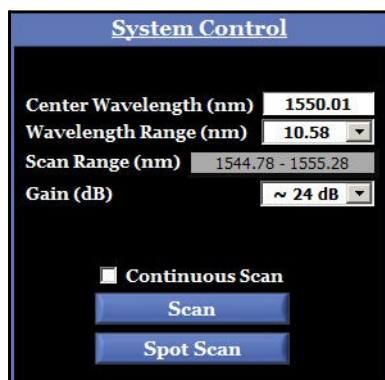 System Control
Center Wavelength (nm) 1550.01
Wavelength Range (nm) 10.58
Scan Range (nm) 1544.78 - 1555.28
Gain (dB) ~ 24 dB
Continuous Scan
Scan
Spot Scan